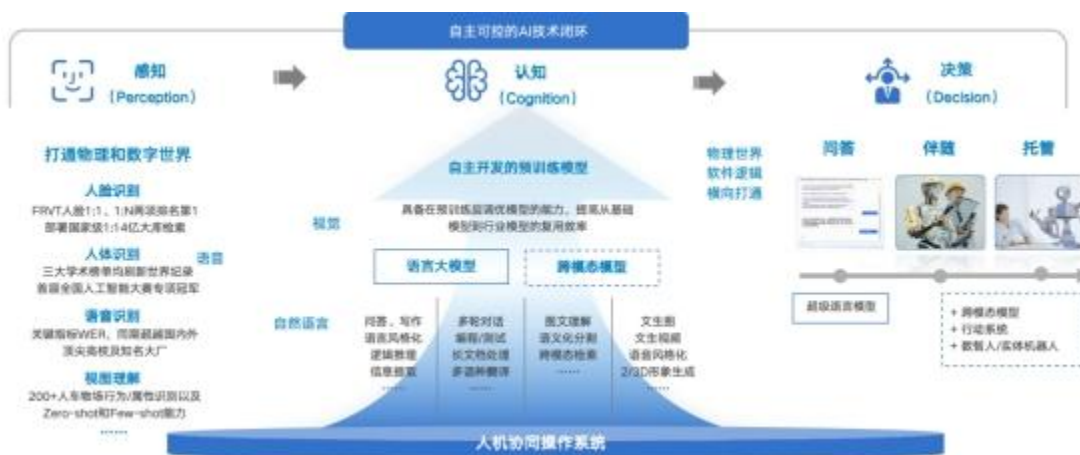 自主可控的AI技术闭环
感知
(Perception)
认知
(Cognition)
决策
(Decision)
打通物理和数字世界
人脸识别
FRVT人脸1:1、1:N两项排名第1
部署国家级1:14亿大库检索
人体识别
三大学术榜单均刷新世界纪录
首届全国人工智能大赛专项冠军
语音识别
关键指标WER，同期超越国内外
顶尖高校及知名大厂
视图理解
200+人车物场行为/属性识别以及
Zero-shot和Few-shot能力
……
视觉
语音
自然语言
自主开发的预训练模型
具备在预训练层调优模型的能力，提高从基础
模型到行业模型的复用效率
语言大模型
跨模态模型
问答、写作
语言风格化
逻辑推理
信息提取
……
多轮对话
编程/测试
长文档处理
多语种翻译
……
图文理解
语义化分割
跨模态检索
……
文生图
文生视频
语音风格化
2/3D形象生成
……
物理世界
软件逻辑
横向打通
问答
伴随
托管
超级语言模型
+ 跨模态模型
+ 行动系统
+ 数智人/实体机器人
人机协同操作系统